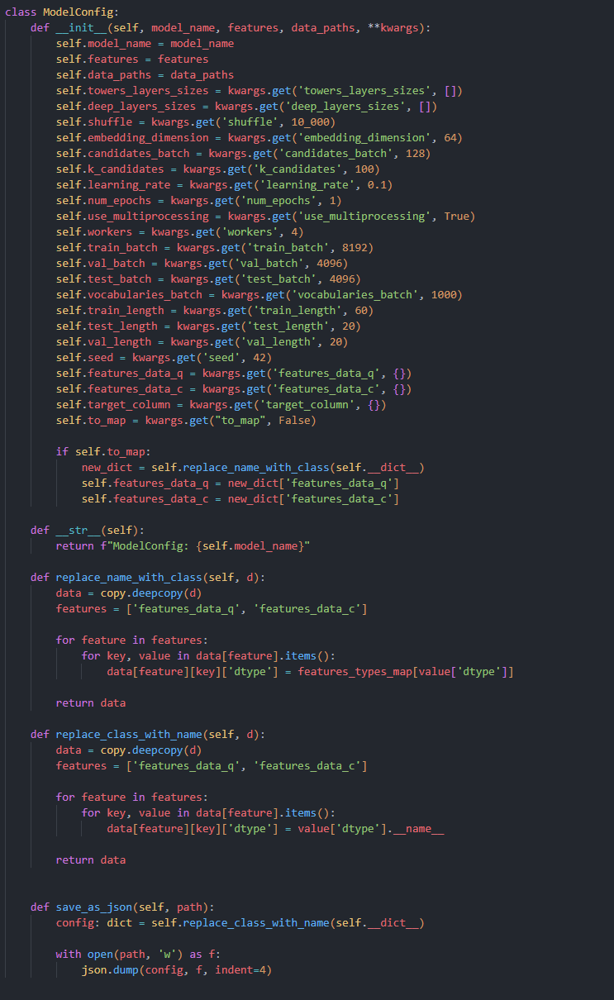 class ModelConfig:
    def __init__(self, model_name, features, data_paths, **kwargs):
        self.model_name = model_name
        self.features = features
        self.data_paths = data_paths
        self.towers_layers_sizes = kwargs.get('towers_layers_sizes', [])
        self.deep_layers_sizes = kwargs.get('deep_layers_sizes', [])
        self.shuffle = kwargs.get('shuffle', 10_000)
        self.embedding_dimension = kwargs.get('embedding_dimension', 64)
        self.candidates_batch = kwargs.get('candidates_batch', 128)
        self.k_candidates = kwargs.get('k_candidates', 100)
        self.learning_rate = kwargs.get('learning_rate', 0.1)
        self.num_epochs = kwargs.get('num_epochs', 1)
        self.use_multiprocessing = kwargs.get('use_multiprocessing', True)
        self.workers = kwargs.get('workers', 4)
        self.train_batch = kwargs.get('train_batch', 8192)
        self.val_batch = kwargs.get('val_batch', 4096)
        self.test_batch = kwargs.get('test_batch', 4096)
        self.vocabularies_batch = kwargs.get('vocabularies_batch', 1000)
        self.train_length = kwargs.get('train_length', 60)
        self.test_length = kwargs.get('test_length', 20)
        self.val_length = kwargs.get('val_length', 20)
        self.seed = kwargs.get('seed', 42)
        self.features_data_q = kwargs.get('features_data_q', {})
        self.features_data_c = kwargs.get('features_data_c', {})
        self.target_column = kwargs.get('target_column', {})
        self.to_map = kwargs.get("to_map", False)

        if self.to_map:
            new_dict = self.replace_name_with_class(self.__dict__)
            self.features_data_q = new_dict['features_data_q']
            self.features_data_c = new_dict['features_data_c']

    def __str__(self):
        return f"ModelConfig: {self.model_name}"

    def replace_name_with_class(self, d):
        data = copy.deepcopy(d)
        features = ['features_data_q', 'features_data_c']

        for feature in features:
            for key, value in data[feature].items():
                data[feature][key]['dtype'] = features_types_map[value['dtype']]

        return data

    def replace_class_with_name(self, d):
        data = copy.deepcopy(d)
        features = ['features_data_q', 'features_data_c']

        for feature in features:
            for key, value in data[feature].items():
                data[feature][key]['dtype'] = value['dtype'].__name__

        return data


    def save_as_json(self, path):
        config: dict = self.replace_class_with_name(self.__dict__)

        with open(path, 'w') as f:
            json.dump(config, f, indent=4)